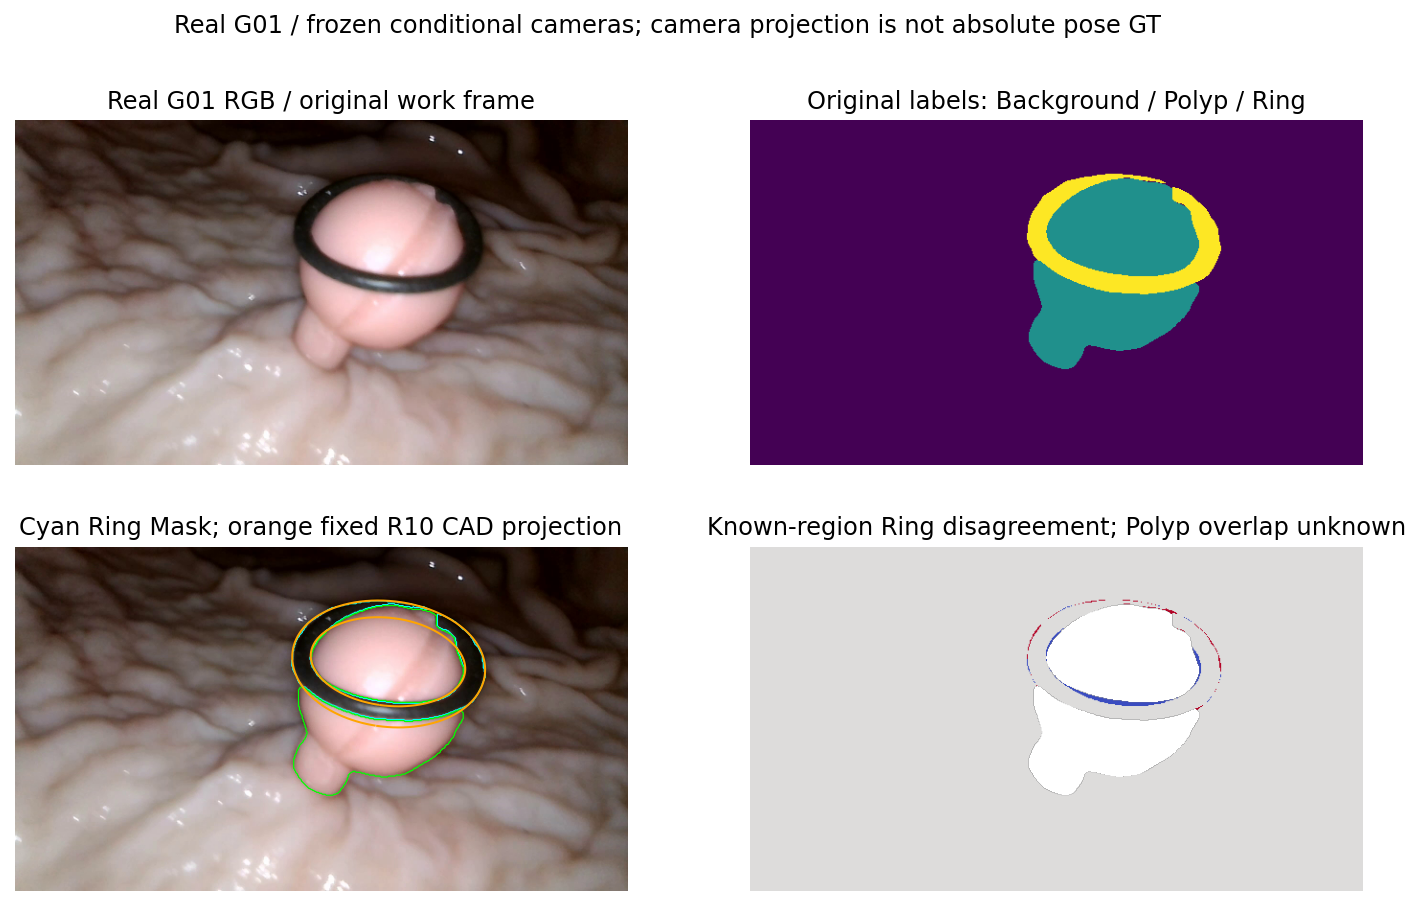 Real G01 / frozen conditional cameras; camera projection is not absolute pose GT
Real G01 RGB / original work frame
Original labels: Background / Polyp / Ring
Cyan Ring Mask; orange fixed R10 CAD projection
Known-region Ring disagreement; Polyp overlap unknown